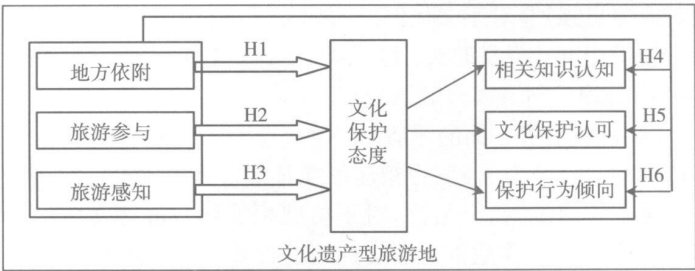 地方依附
旅游参与
旅游感知
H1
H2
H3
文化
保护
态度
相关知识认知
文化保护认可
保护行为倾向
H4
H5
H6
文化遗产型旅游地